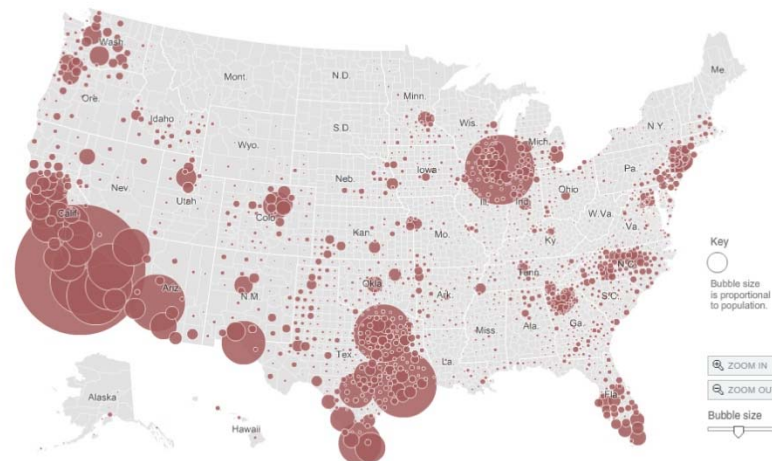 Wash.
Ore.
Idaho
Mont.
N.D.
Minn.
Wis.
Mich.
N.Y.
Me.
Wyo.
S.D.
Iowa
Neb.
Nev.
Utah
Colo.
Calif.
Kan.
Mo.
Ill.
Ind.
Ohio
Pa.
W.Va.
Va.
Ky.
Ariz.
N.M.
Okla.
Ark.
Tenn.
N.C.
S.C.
Tex.
La.
Miss.
Ala.
Ga.
Fla.
Alaska
Hawaii
Key
Bubble size
is proportional
to population.
ZOOM IN
ZOOM OU
Bubble size